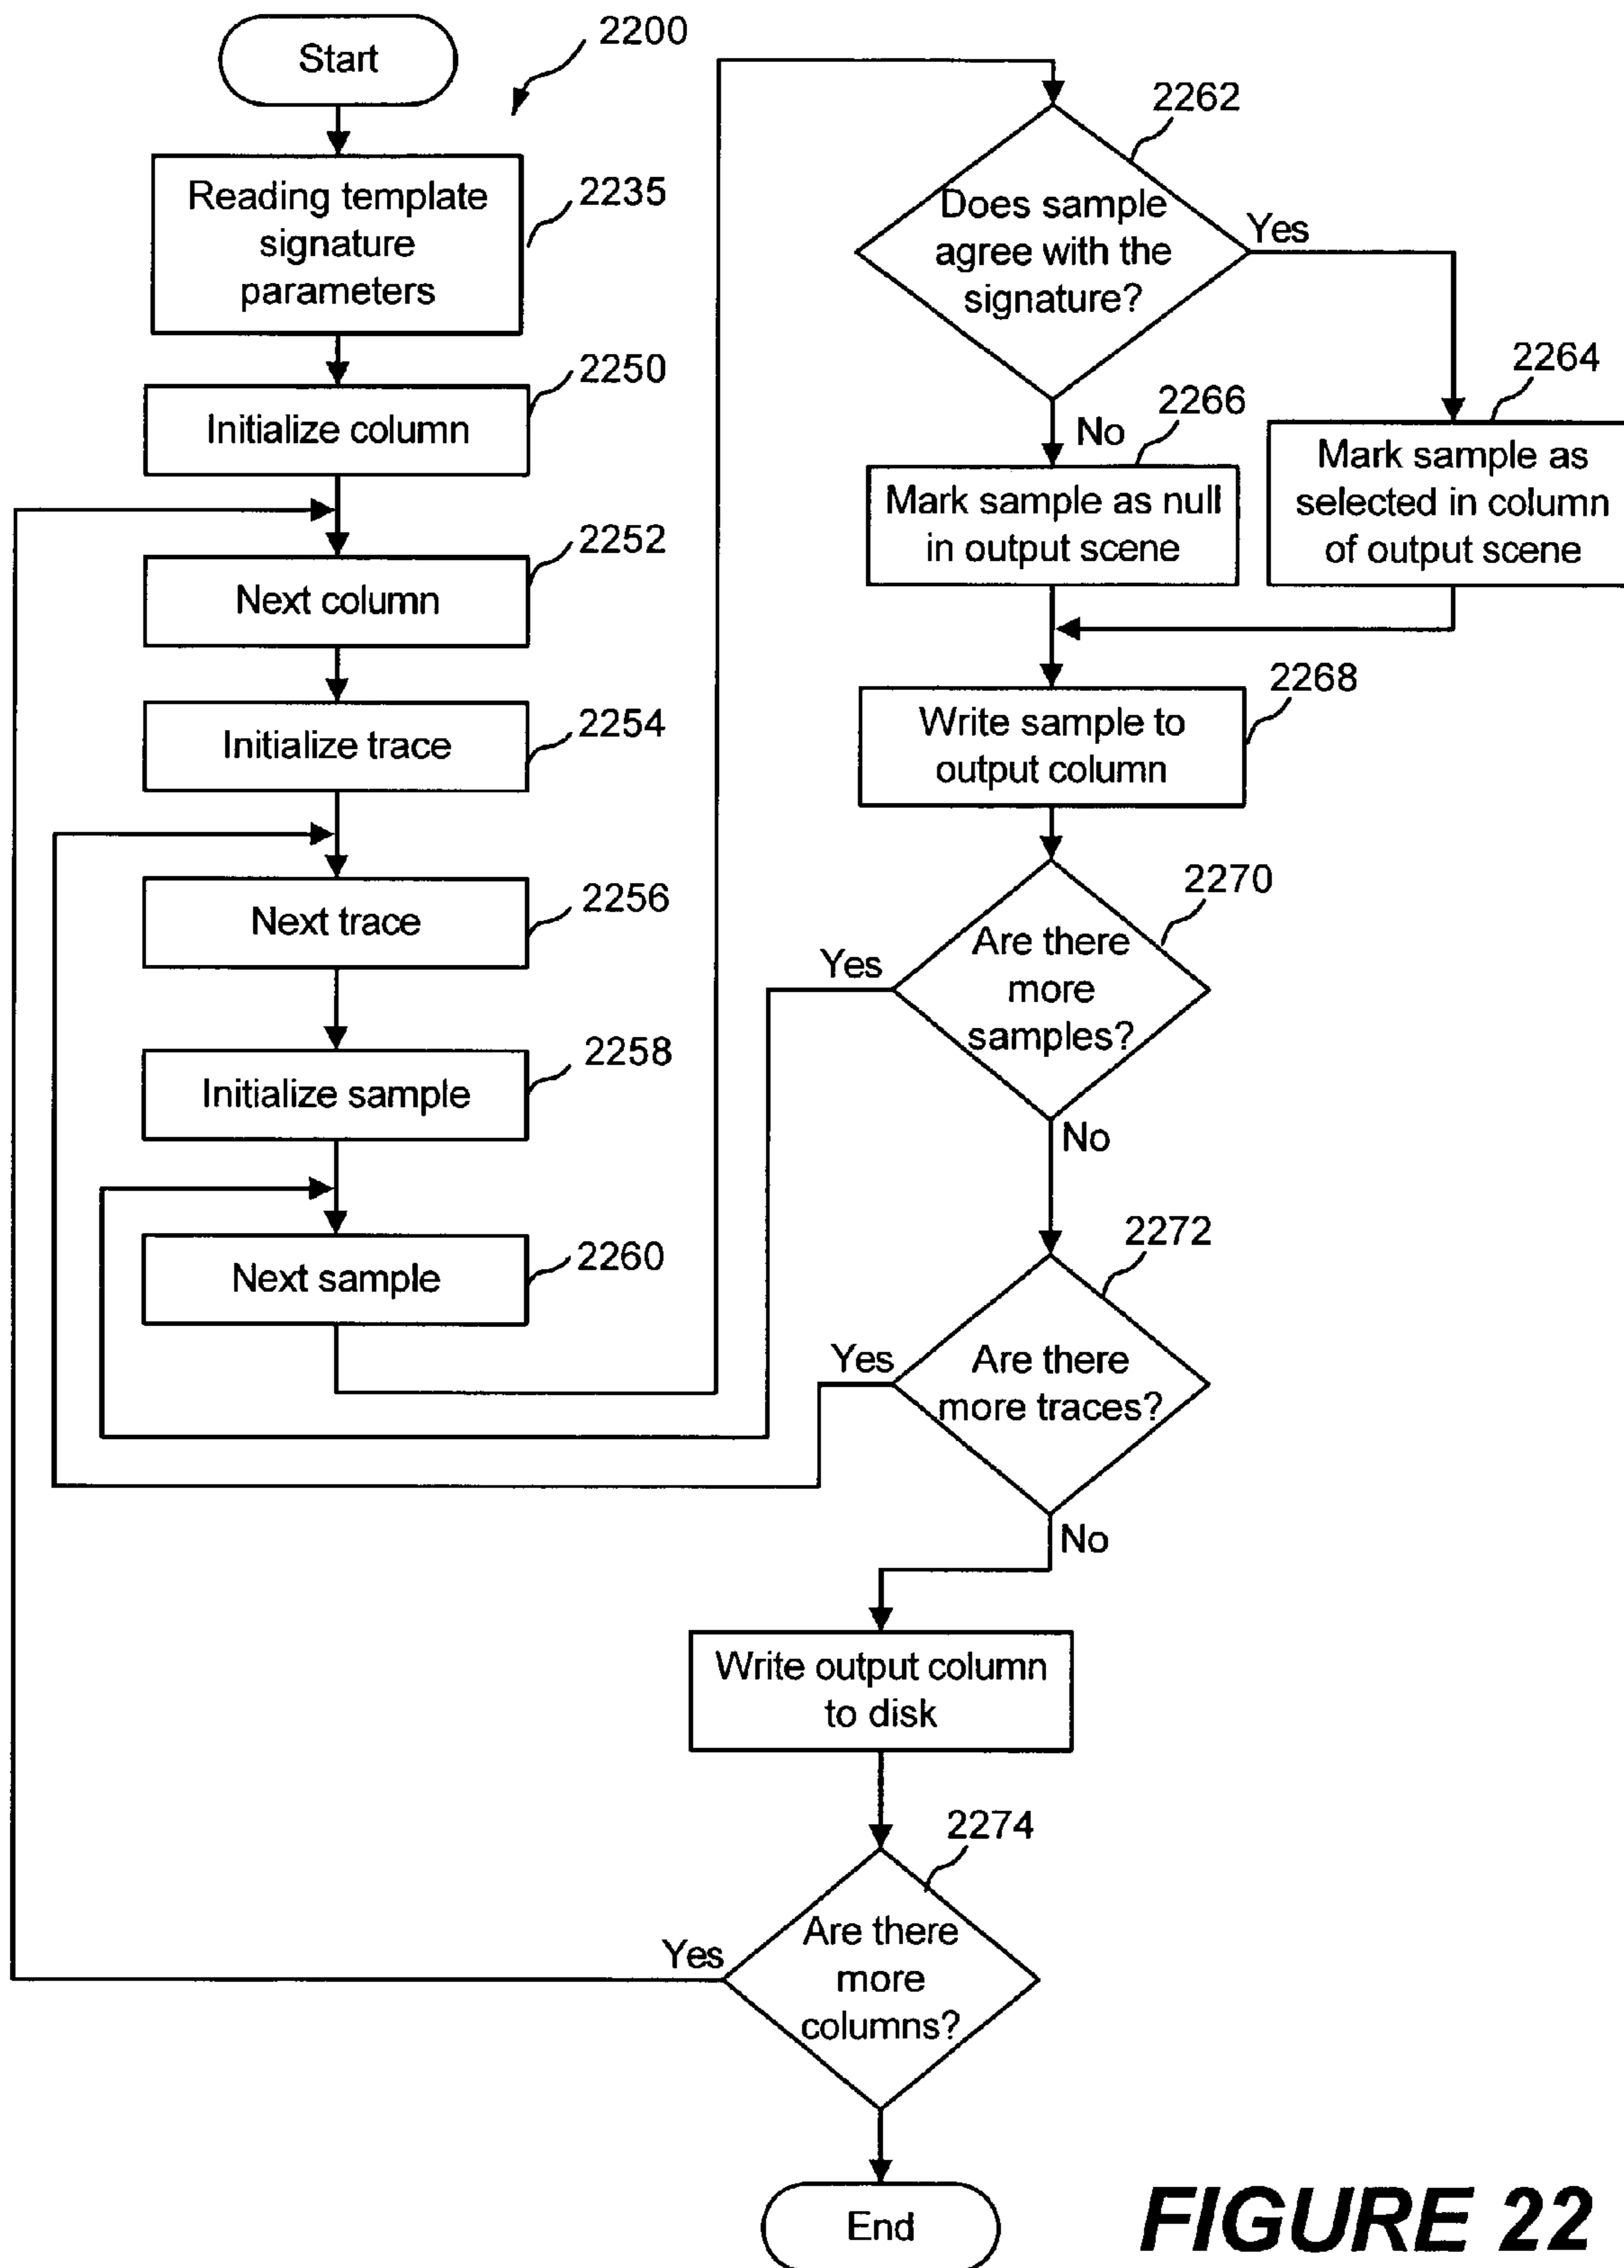 Start
2200
Reading template
signature
parameters
2235
Initialize column
2250
Next column
2252
Initialize trace
2254
Next trace
2256
Initialize sample
2258
Next sample
2260
Does sample
agree with the
signature?
2262
Yes
No
2266
Mark sample as null
in output scene
2264
Mark sample as
selected in column
of output scene
Write sample to
output column
2268
Are there
more
samples?
2270
Yes
No
Are there
more traces?
2272
Yes
No
Write output column
to disk
Are there
more
columns?
2274
Yes
End
FIGURE 22